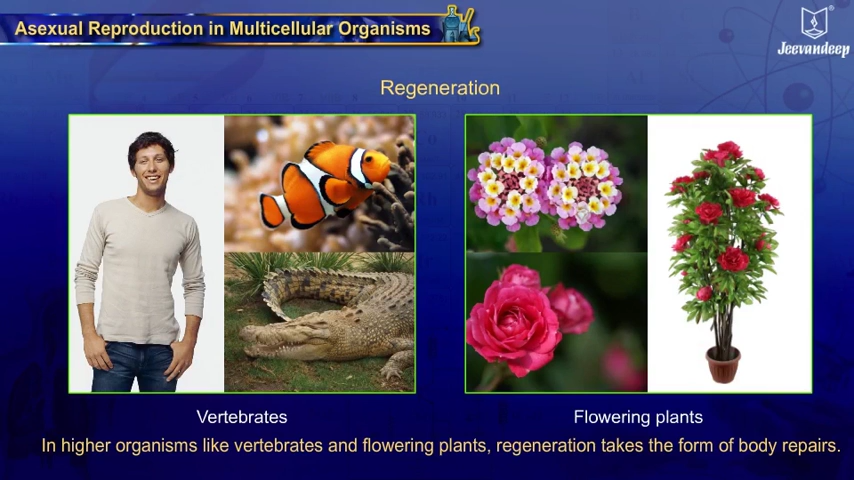 Asexual Reproduction in Multicellular Organisms
Jeevandeep
Regeneration
Vertebrates
Flowering plants
In higher organisms like vertebrates and flowering plants, regeneration takes the form of body repairs.